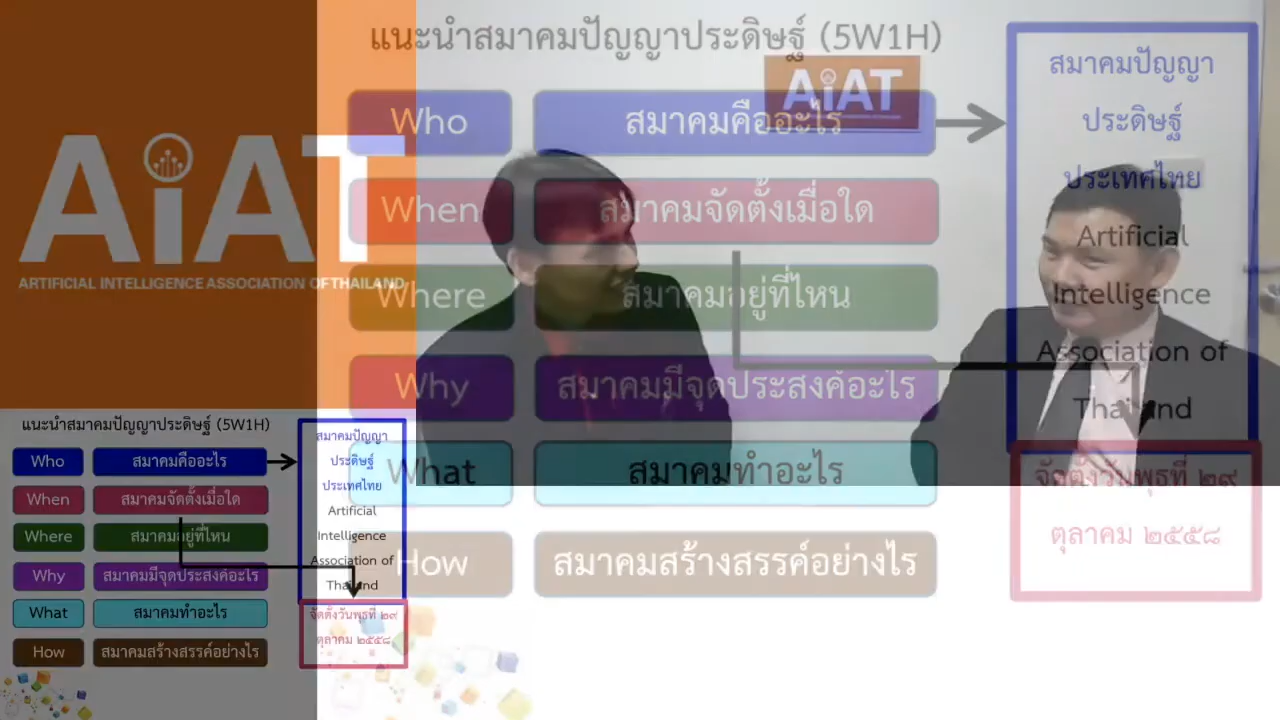 แนะนำสมาคมปัญญาประดิษฐ์ (5W1H)
AiAT
Who
สมาคมคืออะไร
When
สมาคมจัดตั้งเมื่อใด
Where
สมาคมอยู่ที่ไหน
Why
สมาคมมีจุดประสงค์อะไร
What
สมาคมทำอะไร
How
สมาคมสร้างสรรค์อย่างไร
สมาคมปัญญา
ประดิษฐ์
ประเทศไทย
Artificial
Intelligence
Association of
Thailand
จัดตั้งวันพุธที่ ๒๙
ตุลาคม ๒๕๕๘
AiAT
ARTIFICIAL INTELLIGENCE ASSOCIATION OF THAILAND
แนะนำสมาคมปัญญาประดิษฐ์ (5W1H)
Who
สมาคมคืออะไร
When
สมาคมจัดตั้งเมื่อใด
Where
สมาคมอยู่ที่ไหน
Why
สมาคมมีจุดประสงค์อะไร
What
สมาคมทำอะไร
How
สมาคมสร้างสรรค์อย่างไร
สมาคมปัญญา
ประดิษฐ์
ประเทศไทย
Artificial
Intelligence
Association of
Thailand
จัดตั้งวันพุธที่ ๒๙
ตุลาคม ๒๕๕๘